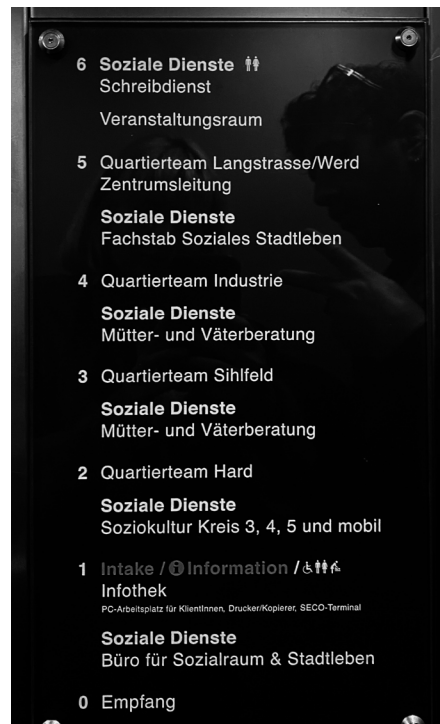 6 Soziale Dienste
Schreibdienst
Veranstaltungsraum
5 Quartierteam Langstrasse/Werd
Zentrumsleitung
Soziale Dienste
Fachstab Soziales Stadtleben
4 Quartierteam Industrie
Soziale Dienste
Mütter- und Väterberatung
3 Quartierteam Sihlfeld
Soziale Dienste
Mütter- und Väterberatung
2 Quartierteam Hard
Soziale Dienste
Soziokultur Kreis 3, 4, 5 und mobil
1 Intake / i Information /
Infothek
PC-Arbeitsplatz für KlientInnen, Drucker/Kopierer, SECO-Terminal
Soziale Dienste
Büro für Sozialraum & Stadtleben
0 Empfang